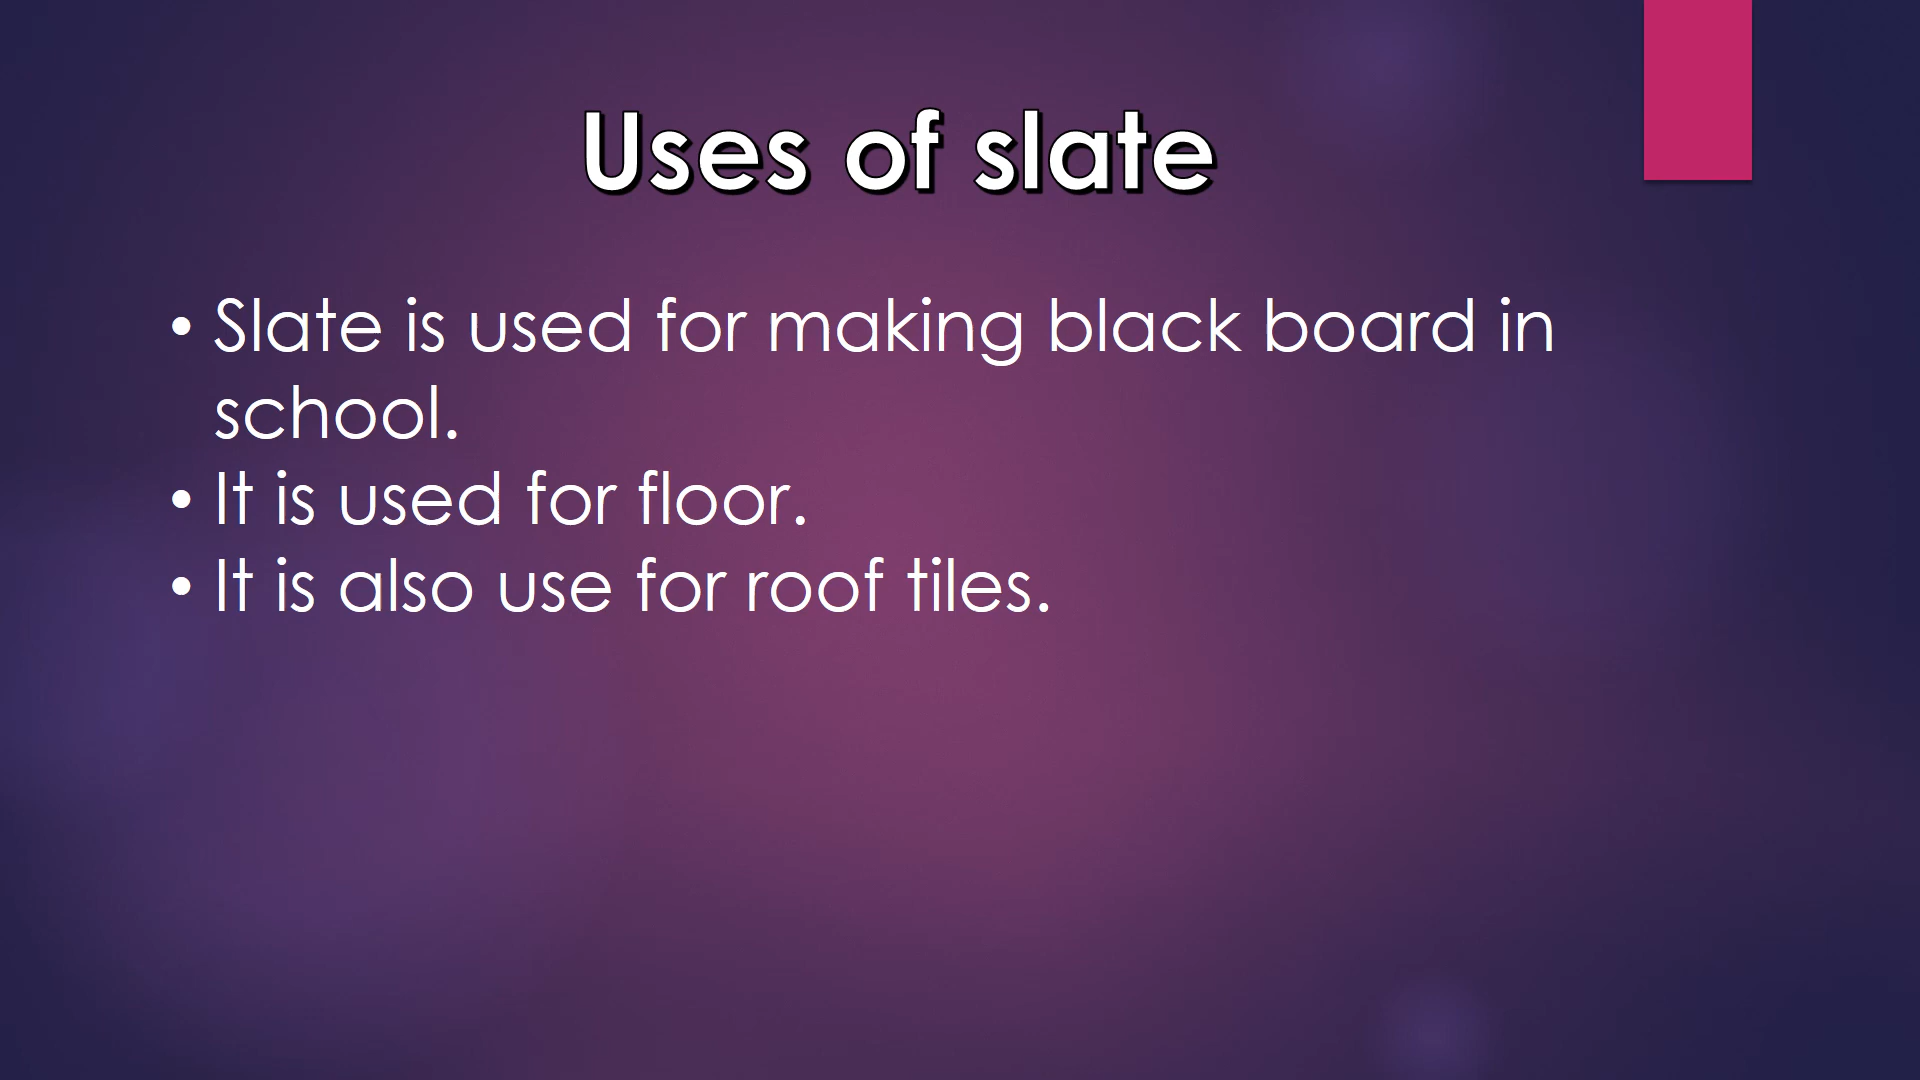 Uses of slate
• Slate is used for making black board in
school.
• It is used for floor.
• It is also use for roof tiles.